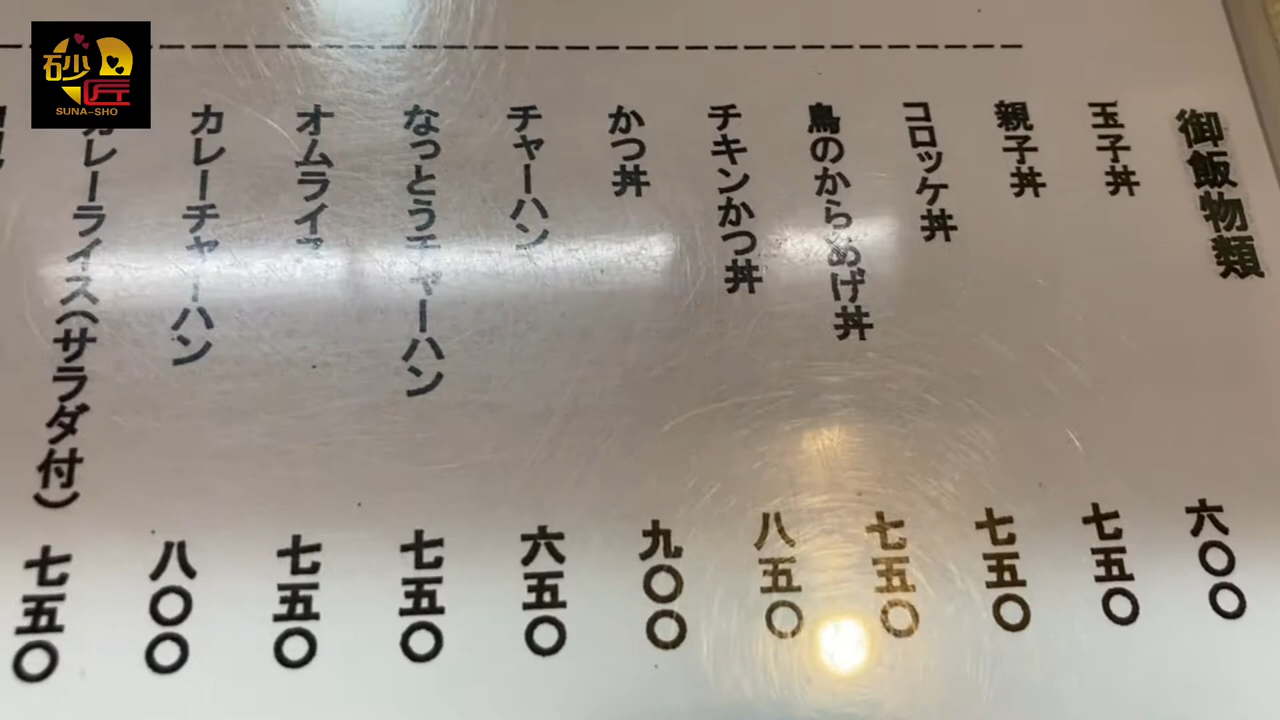 砂匠
SUNA-SHO
御飯物類
玉子丼 六〇〇
親子丼 七五〇
コロッケ丼 七五〇
鳥のからあげ丼 七五〇
チキンかつ丼 八五〇
かつ丼 九〇〇
チャーハン 六五〇
なっとうチャーハン 七五〇
オムライス 七五〇
カレーチャーハン 八〇〇
カレーライス(サラダ付) 七五〇